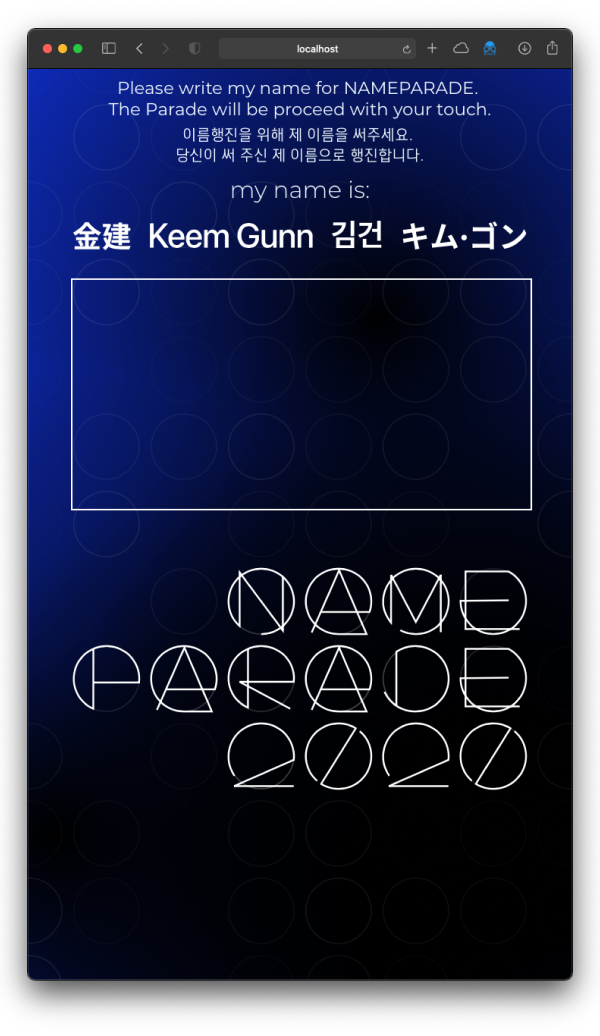 localhost
Please write my name for NAMEPARADE.
The Parade will be proceed with your touch.
이름행진을 위해 제 이름을 써주세요.
당신이 써 주신 제 이름으로 행진합니다.
my name is:
金建 Keem Gunn 김건 キム·ゴン
NAME
PARADE
2020